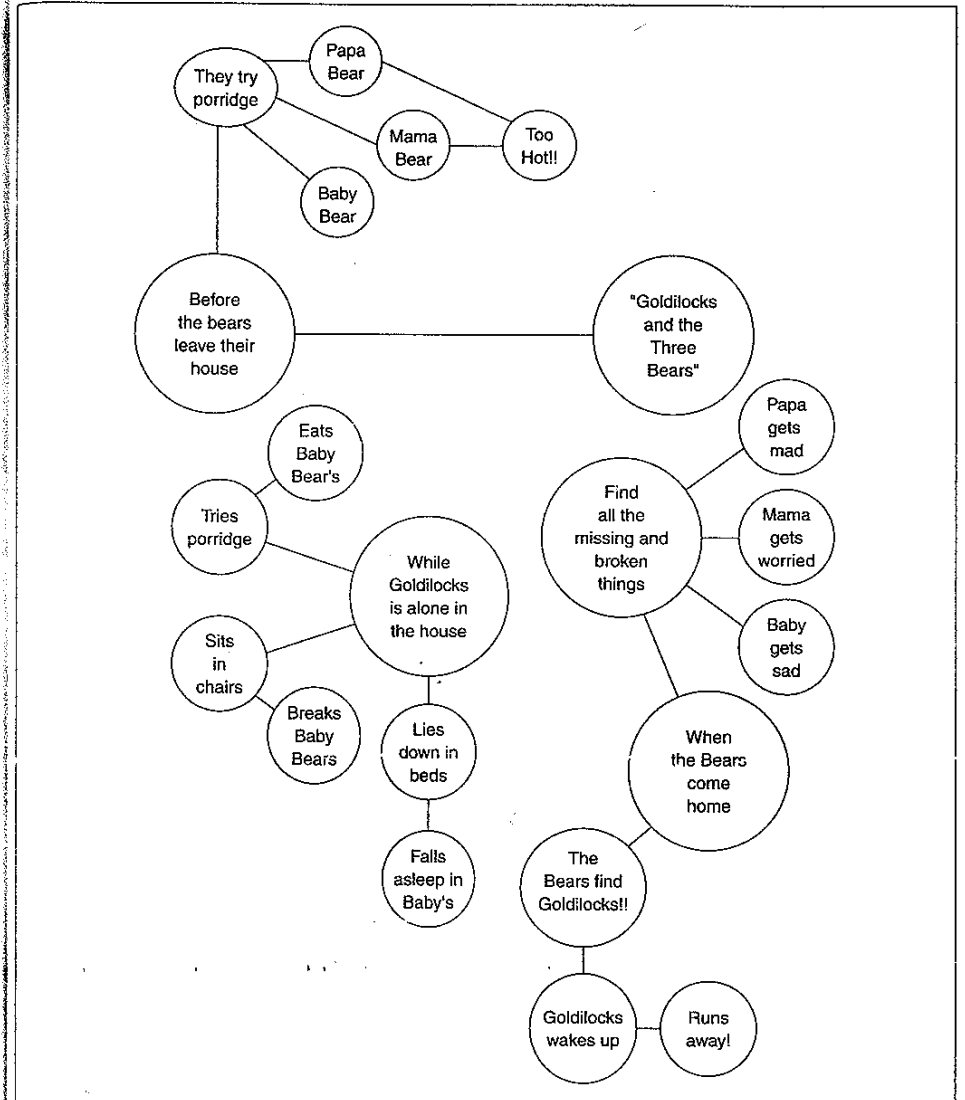 They try
porridge
Papa
Bear
Mama
Bear
Too
Hot!!
Baby
Bear
Before
the bears
leave their
house
"Goldilocks
and the
Three
Bears"
Eats
Baby
Bear's
Tries
porridge
While
Goldilocks
is alone in
the house
Sits
in
chairs
Breaks
Baby
Bears
Lies
down in
beds
Falls
asleep in
Baby's
Papa
gets
mad
Find
all the
missing and
broken
things
Mama
gets
worried
Baby
gets
sad
When
the Bears
come
home
The
Bears find
Goldilocks!!
Goldilocks
wakes up
Runs
away!